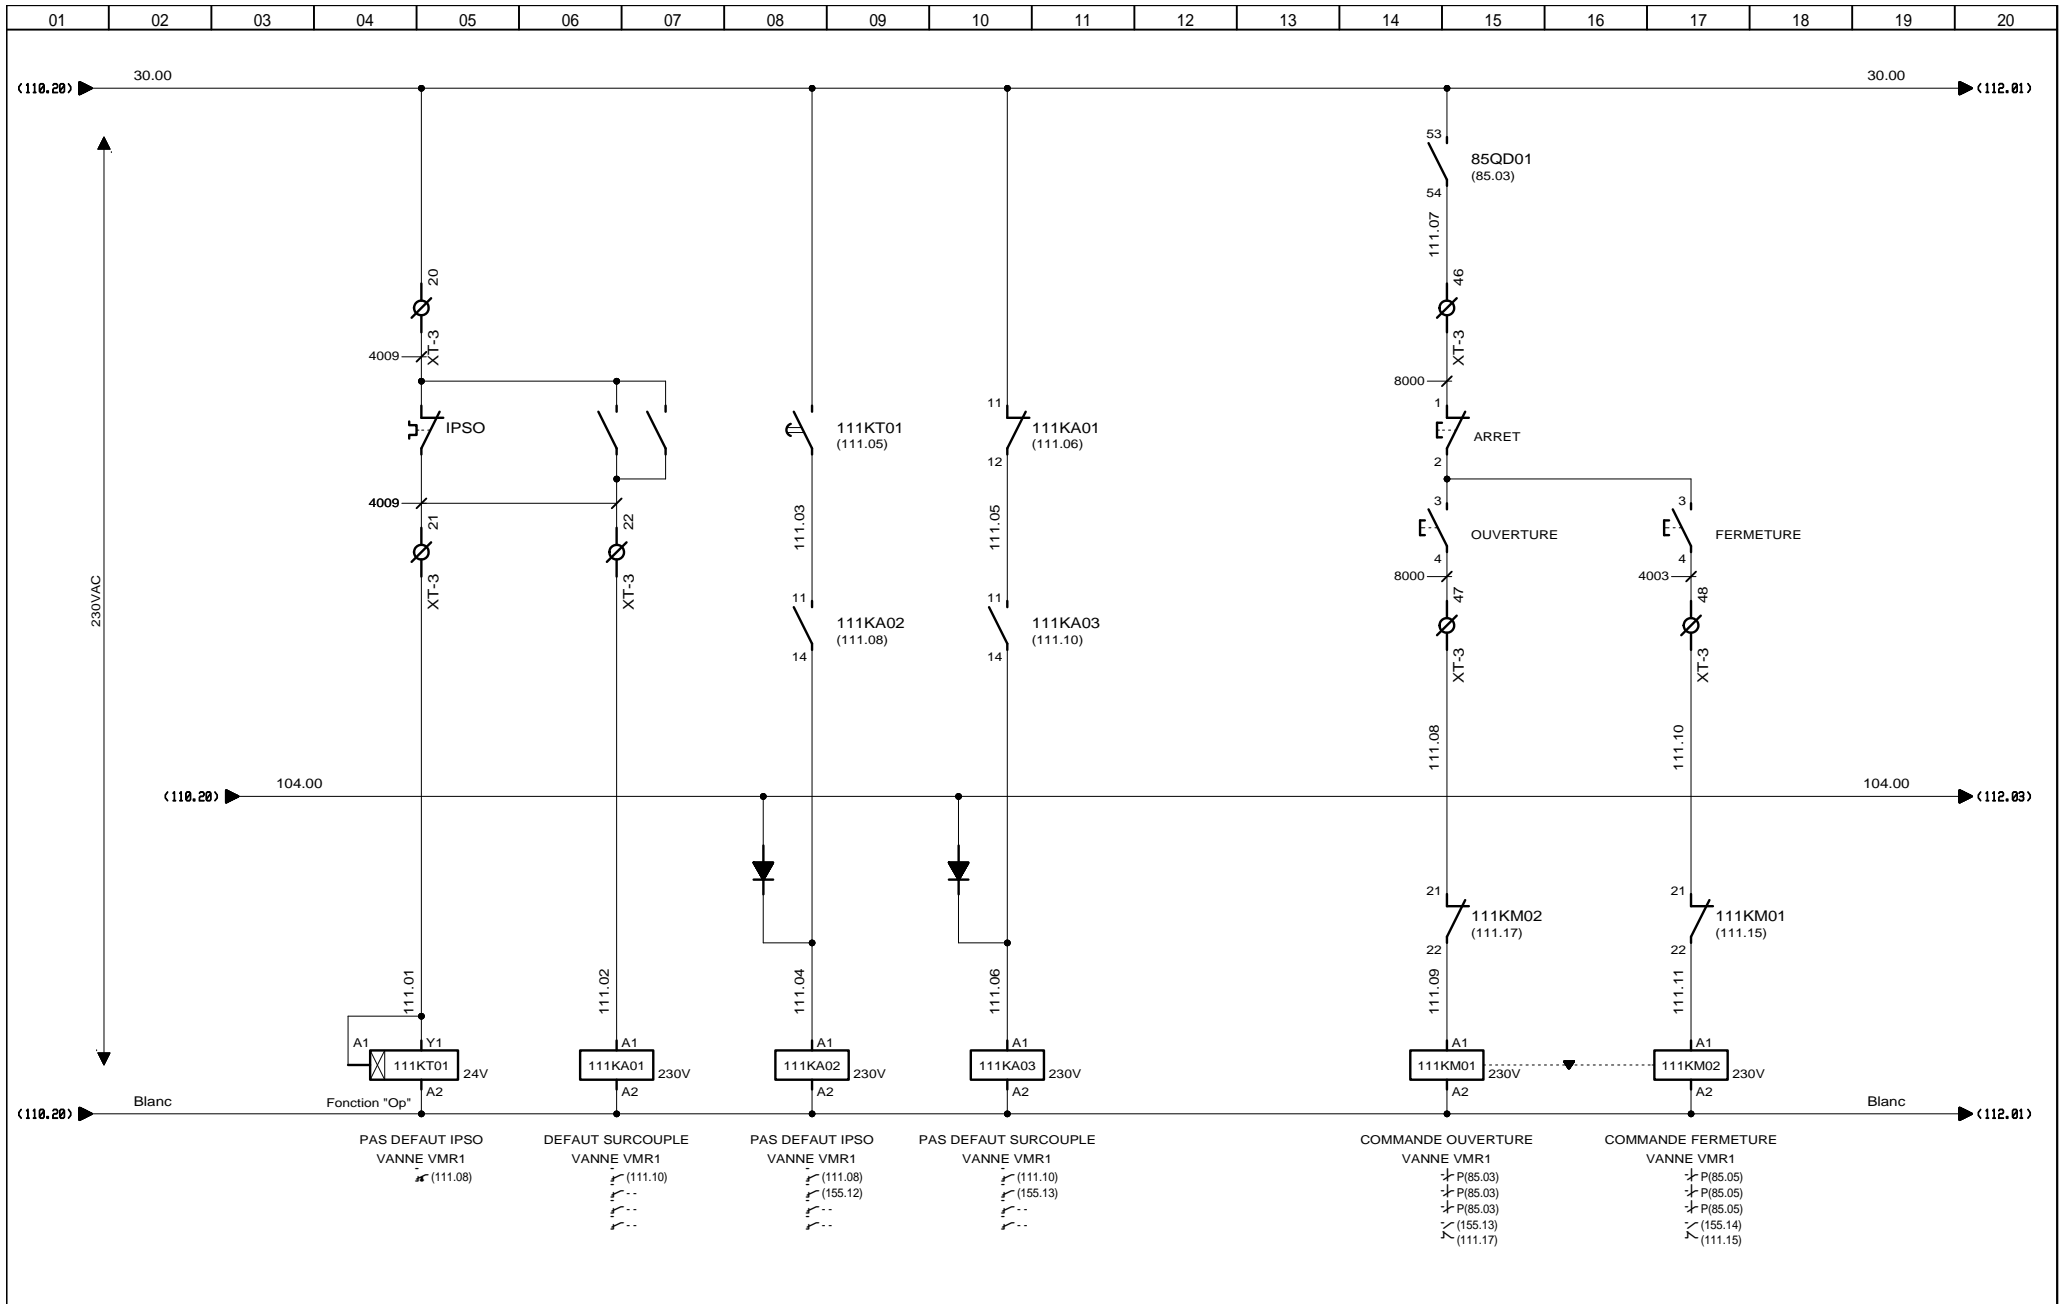 01 02 03 04 05 06 07 08 09 10 11 12 13 14 15 16 17 18 19 20
30.00 30.00
(110.20) (112.01)
53
85QD01
(85.03)
54
111.07
20 46
XT-3 XT-3
4009
8000
11 1
IPSO 111KT01 111KA01 ARRET
(111.05) (111.06)
12 2
4009 3 3
21 22 111.03 111.05 OUVERTURE FERMETURE
4 4
XT-3 XT-3 8000 4003
230VAC
11 11 47 48
111KA02 111KA03
(111.08) (111.10)
14 14 XT-3 XT-3
111.08 111.10
104.00 104.00
(110.20) (112.03)
21 21
111KM02 111KM01
(111.17) (111.15)
22 22
111.01 111.02 111.04 111.06 111.09 111.11
A1 Y1 A1 A1 A1 A1 A1
111KT01 24V 111KA01 230V 111KA02 230V 111KA03 230V 111KM01 230V 111KM02 230V
A2 A2 A2 A2 A2 A2
Blanc Fonction "Op" Blanc
(110.20) (112.01)
PAS DEFAUT IPSO DEFAUT SURCOUPLE PAS DEFAUT IPSO PAS DEFAUT SURCOUPLE COMMANDE OUVERTURE COMMANDE FERMETURE
VANNE VMR1 VANNE VMR1 VANNE VMR1 VANNE VMR1 VANNE VMR1 VANNE VMR1
(111.08) (111.10) (111.08) (111.10) P(85.03) P(85.05)
-- (155.12) (155.13) P(85.03) P(85.05)
-- -- -- P(85.03) P(85.05)
-- -- -- (155.13) (155.14)
(111.17) (111.15)